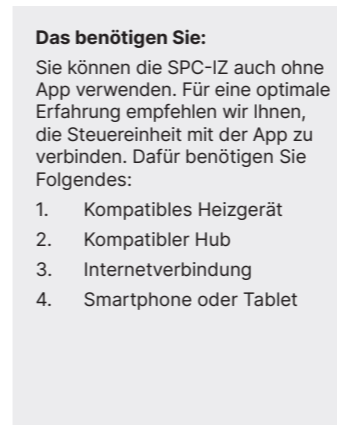 Das benötigen Sie:
Sie können die SPC-IZ auch ohne
App verwenden. Für eine optimale
Erfahrung empfehlen wir Ihnen,
die Steuereinheit mit der App zu
verbinden. Dafür benötigen Sie
Folgendes:
1. Kompatibles Heizgerät
2. Kompatibler Hub
3. Internetverbindung
4. Smartphone oder Tablet